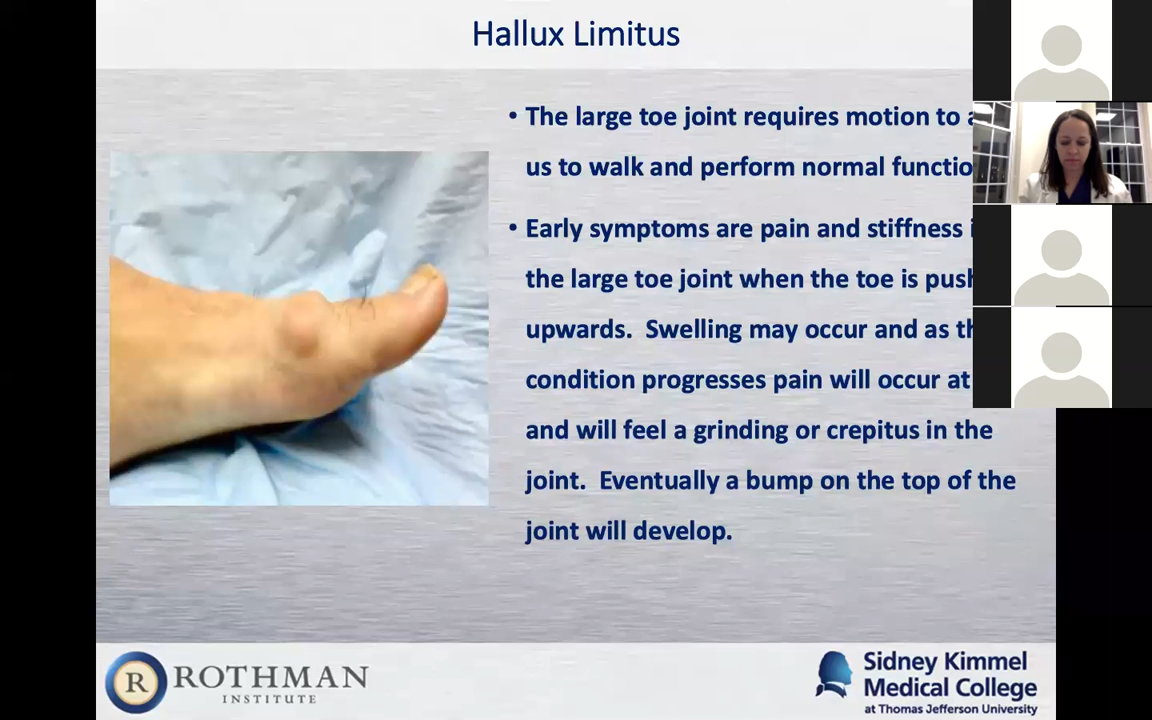 Hallux Limitus
• The large toe joint requires motion to
us to walk and perform normal
• Early symptoms are pain and stiffness
the large toe joint when the toe is
upwards.  Swelling may occur and as
condition progresses pain will occur at
and will feel a grinding or crepitus in the
joint.  Eventually a bump on the top of the
joint will develop.
R ROTHMAN
INSTITUTE
Sidney Kimmel
Medical College
at Thomas Jefferson University